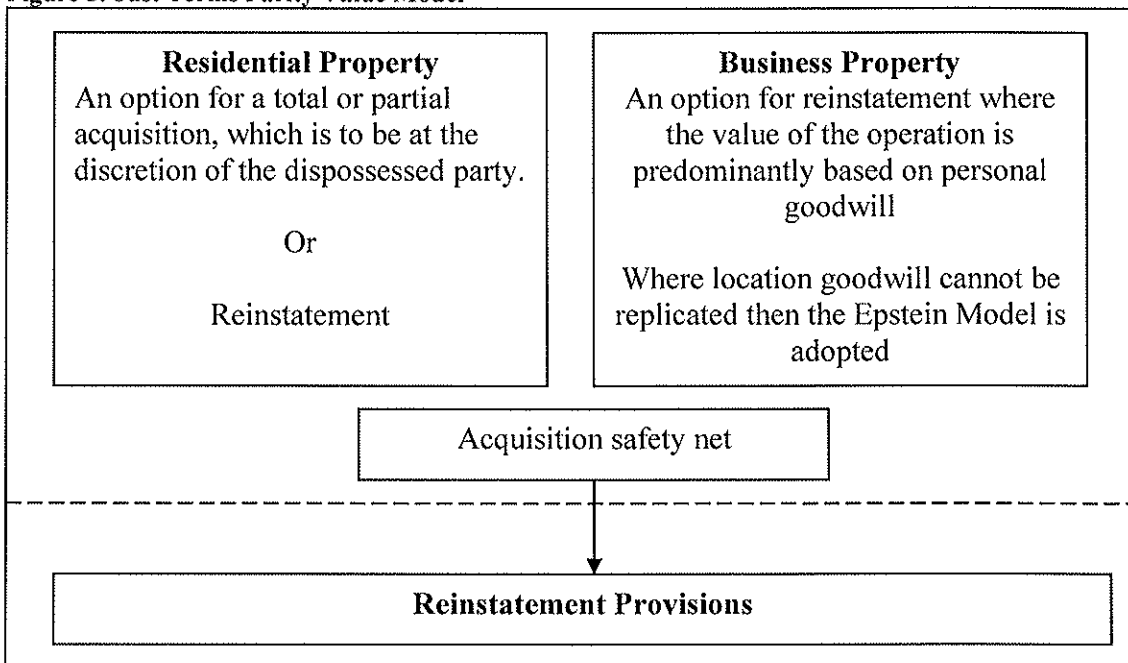 Residential Property
An option for a total or partial
acquisition, which is to be at the
discretion of the dispossessed party.
Or
Reinstatement
Business Property
An option for reinstatement where
the value of the operation is
predominantly based on personal
goodwill
Where location goodwill cannot be
replicated then the Epstein Model is
adopted
Acquisition safety net
Reinstatement Provisions